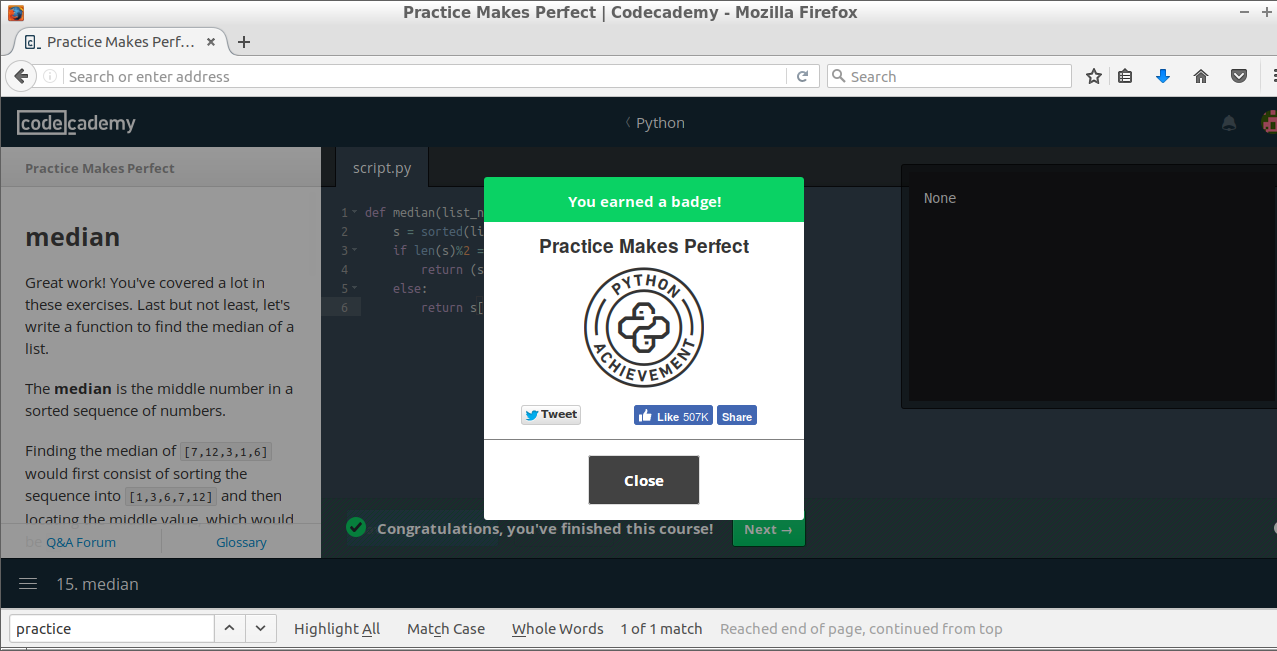 Practice Makes Perfect | Codecademy - Mozilla Firefox
Practice Makes Perf...
Search or enter address
Search
codecademy
Python
Practice Makes Perfect
script.py
median
Great work! You've covered a lot in
these exercises. Last but not least, let's
write a function to find the median of a
list.
The median is the middle number in a
sorted sequence of numbers.
Finding the median of [7,12,3,1,6]
would first consist of sorting the
sequence into [1,3,6,7,12] and then
locating the middle value, which would
be
Q&A Forum
Glossary
1 def median(list_n
2 s = sorted(li
3 if len(s)%2 =
4 return (s
5 else:
6 return s[
None
You earned a badge!
Practice Makes Perfect
PYTHON
ACHIEVEMENT
Tweet
Like 507K
Share
Close
Congratulations, you've finished this course!
Next →
15. median
practice
Highlight All
Match Case
Whole Words
1 of 1 match
Reached end of page, continued from top